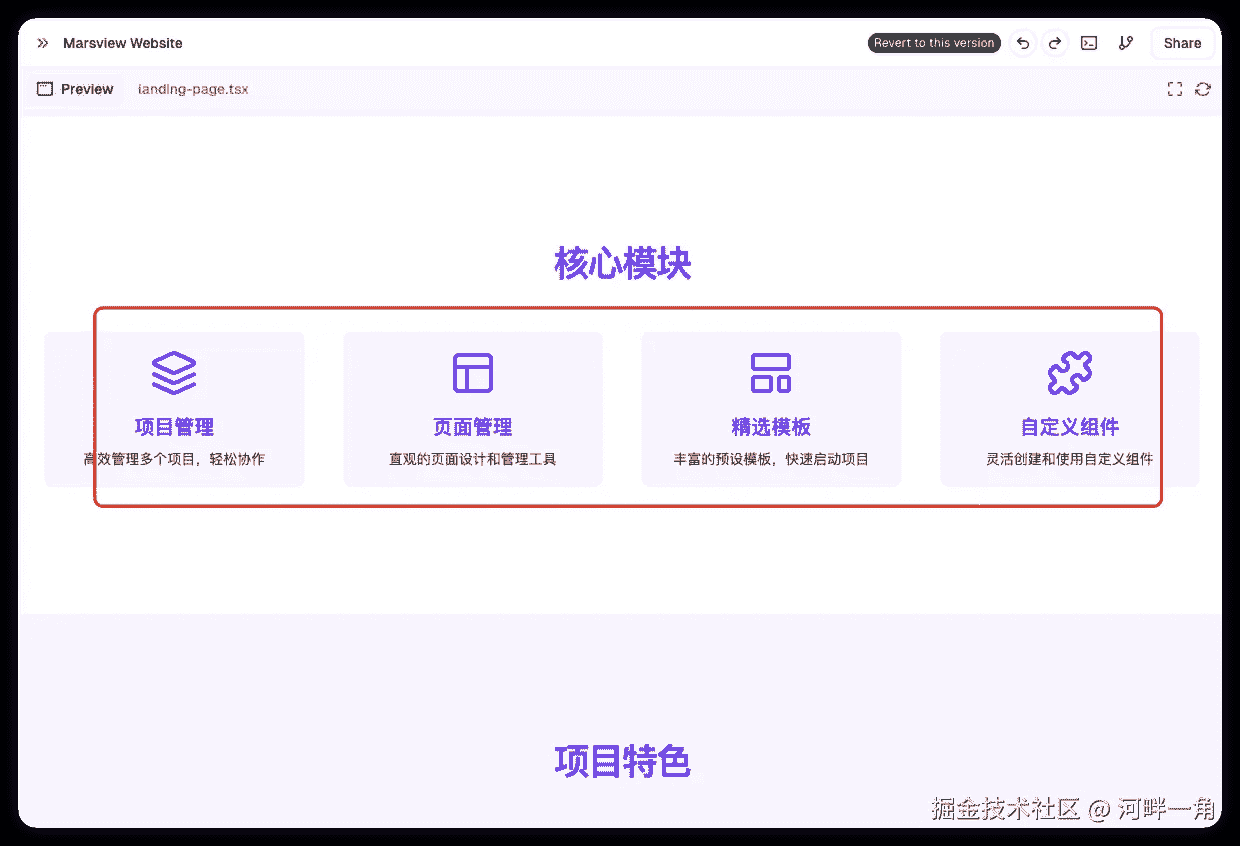 Marsview Website
Revert to this version
Share
Preview
landing-page.tsx
核心模块
项目管理
高效管理多个项目，轻松协作
页面管理
直观的页面设计和管理工具
精选模板
丰富的预设模板，快速启动项目
自定义组件
灵活创建和使用自定义组件
项目特色
掘金技术社区 @ 河畔一角